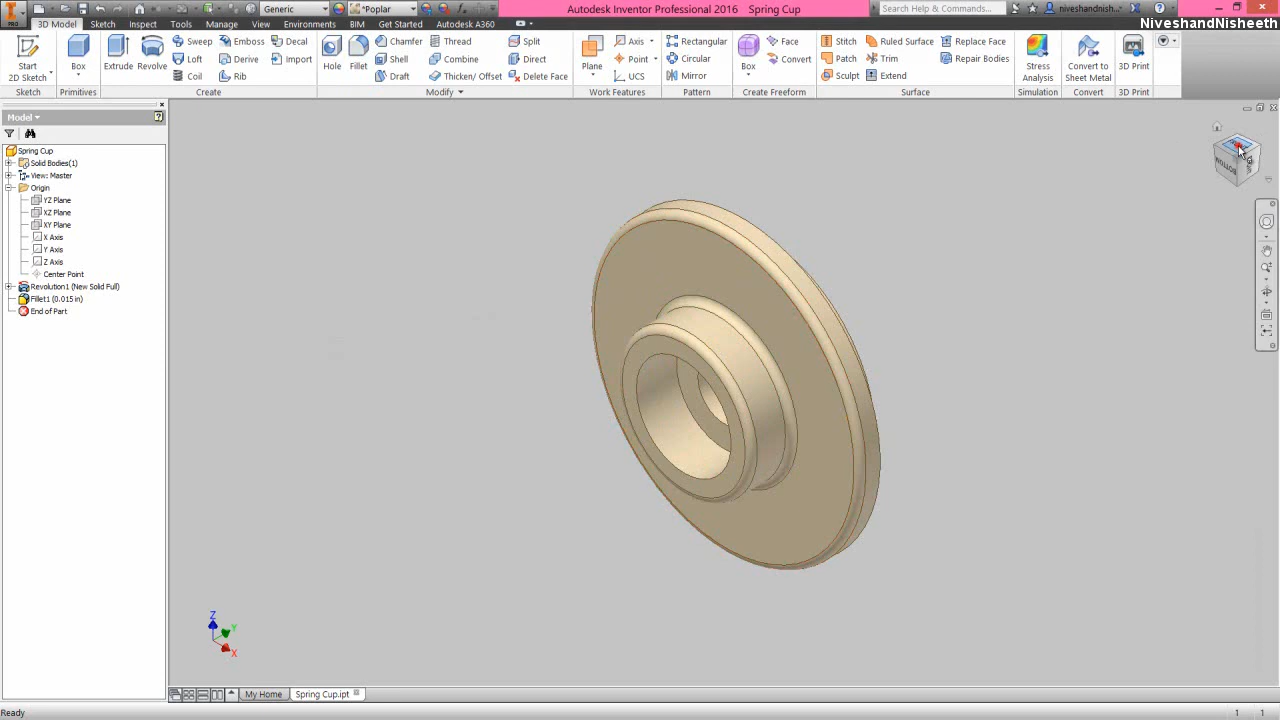 Generic
*Poplar
Autodesk Inventor Professional 2016 Spring Cup
Search Help & Commands...
niveshandnish...
NiveshandNisheeth
PRO
3D Model Sketch Inspect Tools Manage View Environments BIM Get Started Autodesk A360
Start
2D Sketch
Box
Extrude
Revolve
Sweep Emboss Decal
Loft Derive Import
Coil Rib
Hole
Fillet
Chamfer Thread Split
Shell Combine Direct
Draft Thicken/ Offset Delete Face
Plane
Axis
Point
UCS
Rectangular
Circular
Mirror
Box
Face
Convert
Stitch Ruled Surface Replace Face
Patch Trim Repair Bodies
Sculpt Extend
Stress
Analysis
Convert to
Sheet Metal
3D Print
Sketch Primitives Create Modify Work Features Pattern Create Freeform Surface Simulation Convert 3D Print
Model
Spring Cup
Solid Bodies(1)
View: Master
Origin
YZ Plane
XZ Plane
XY Plane
X Axis
Y Axis
Z Axis
Center Point
Revolution1 (New Solid Full)
Fillet1 (0.015 in)
End of Part
BOTTOM
Z
Y
X
My Home Spring Cup.ipt
Ready
1 1